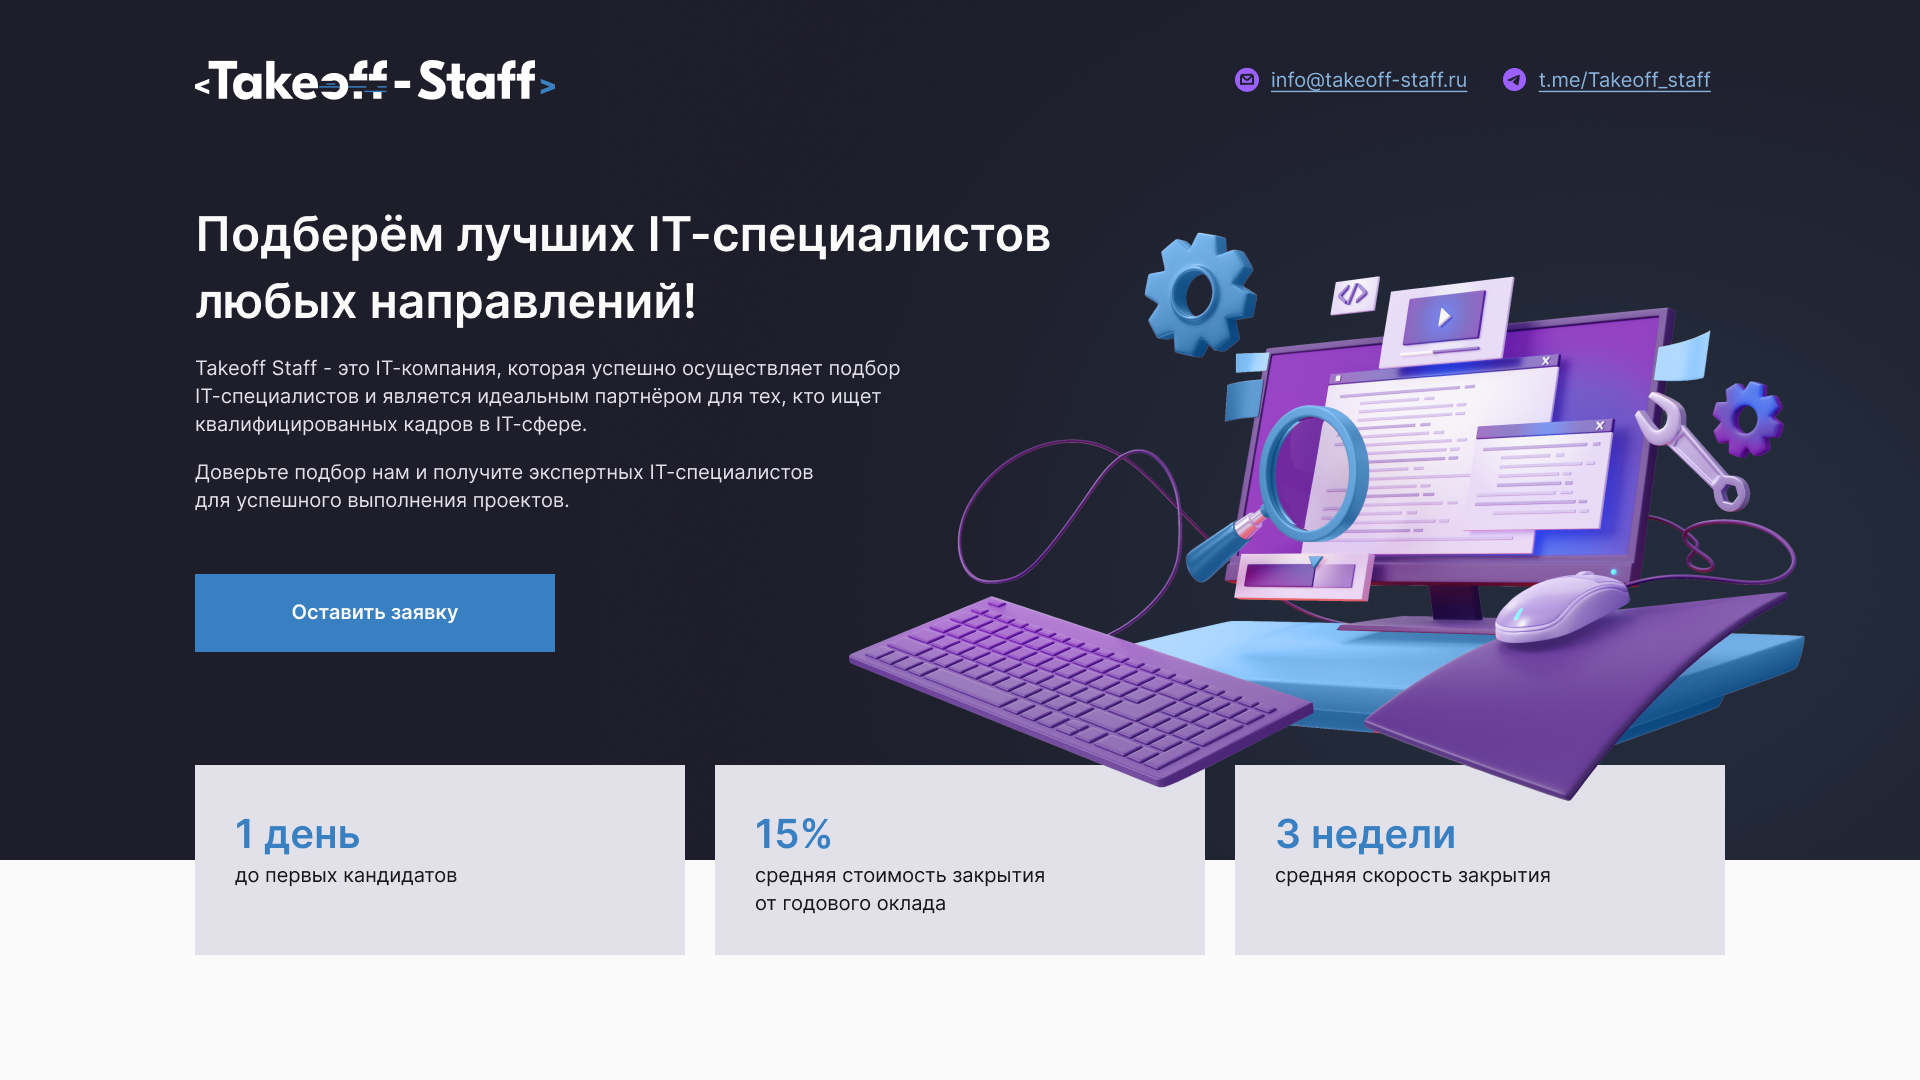 <Takeoff-Staff>
info@takeoff-staff.ru
t.me/Takeoff_staff
Подберём лучших IT-специалистов
любых направлений!
Takeoff Staff - это IT-компания, которая успешно осуществляет подбор
IT-специалистов и является идеальным партнёром для тех, кто ищет
квалифицированных кадров в IT-сфере.
Доверьте подбор нам и получите экспертных IT-специалистов
для успешного выполнения проектов.
Оставить заявку
1 день
до первых кандидатов
15%
средняя стоимость закрытия
от годового оклада
3 недели
средняя скорость закрытия